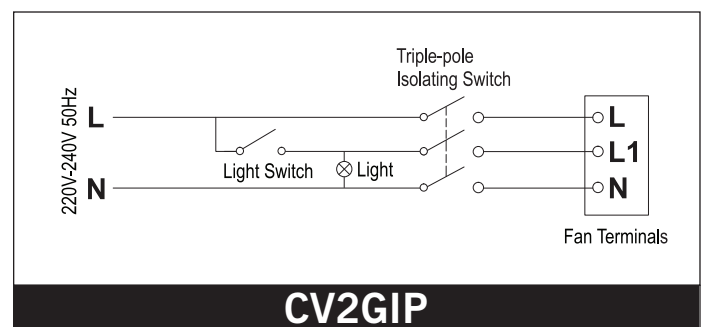 Triple-pole
Isolating Switch
220V-240V 50Hz
L
L
Light Switch
Light
L1
N
N
Fan Terminals
CV2GIP